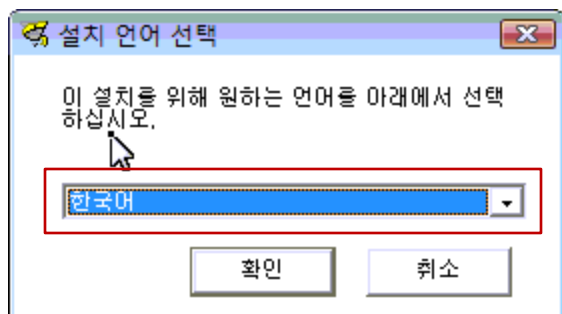 설치 언어 선택
이 설치를 위해 원하는 언어를 아래에서 선택
하십시오.
한국어
확인
취소